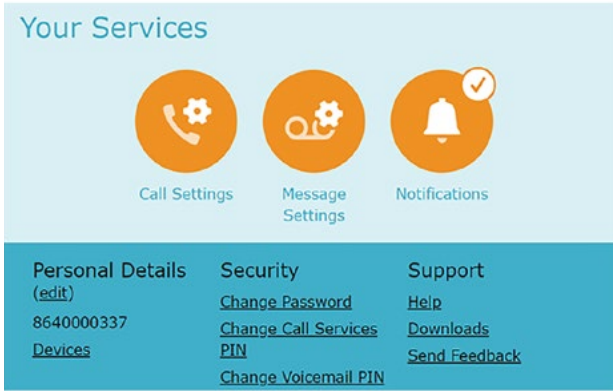 Your Services
Call Settings
Message
Settings
Notifications
Personal Details
(edit)
8640000337
Devices
Security
Change Password
Change Call Services
PIN
Change Voicemail PIN
Support
Help
Downloads
Send Feedback